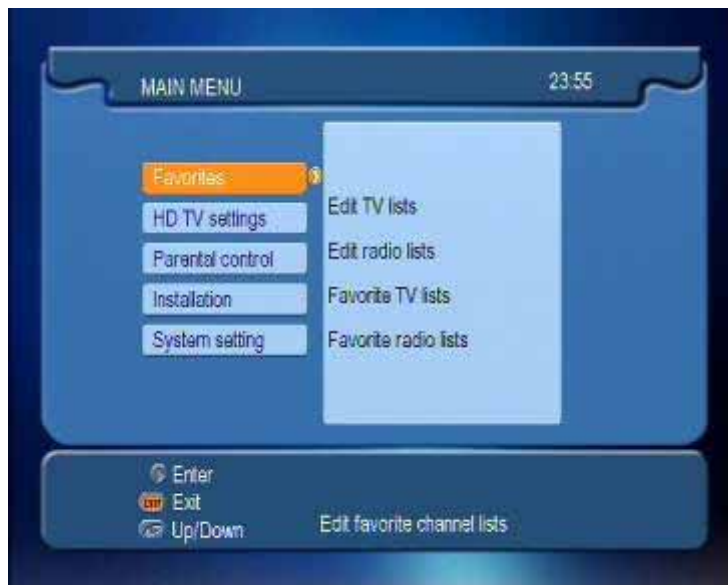 MAIN MENU 23:55
Favorites
HD TV settings
Parental control
Installation
System setting
Edit TV lists
Edit radio lists
Favorite TV lists
Favorite radio lists
Enter
EXIT Exit
Up/Down
Edit favorite channel lists